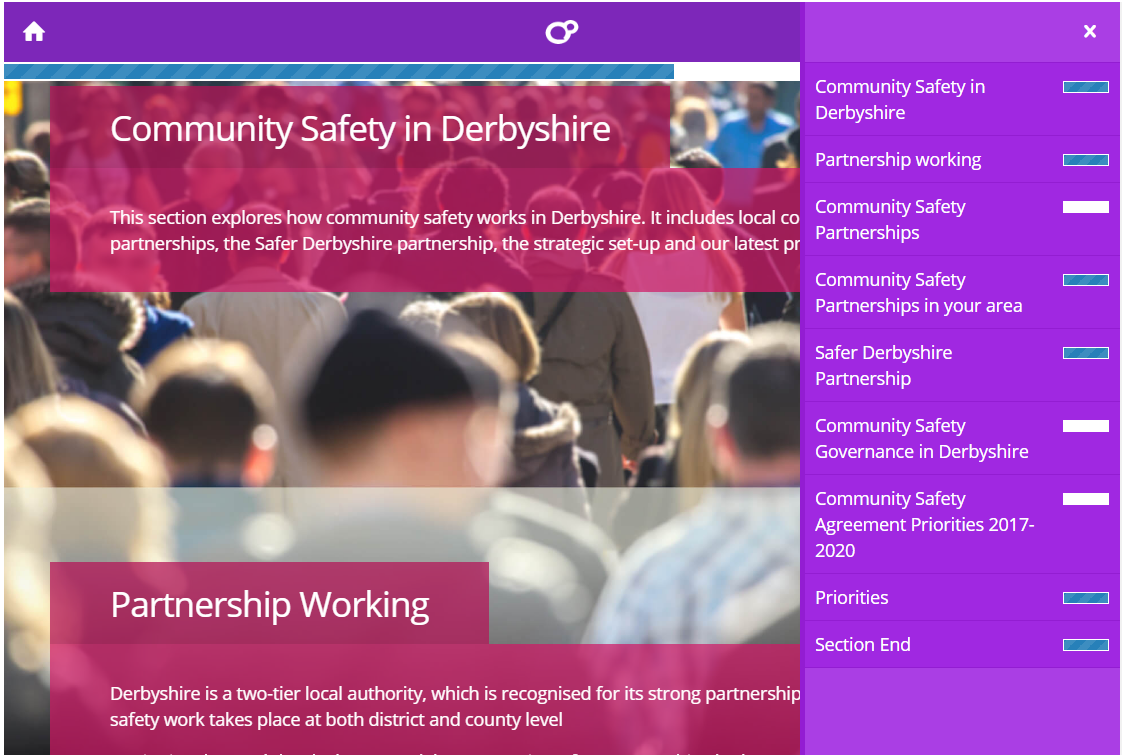 Community Safety in Derbyshire
This section explores how community safety works in Derbyshire. It includes local co
partnerships, the Safer Derbyshire partnership, the strategic set-up and our latest pr
Partnership Working
Derbyshire is a two-tier local authority, which is recognised for its strong partnership
safety work takes place at both district and county level
Community Safety in
Derbyshire
Partnership working
Community Safety
Partnerships
Community Safety
Partnerships in your area
Safer Derbyshire
Partnership
Community Safety
Governance in Derbyshire
Community Safety
Agreement Priorities 2017-
2020
Priorities
Section End